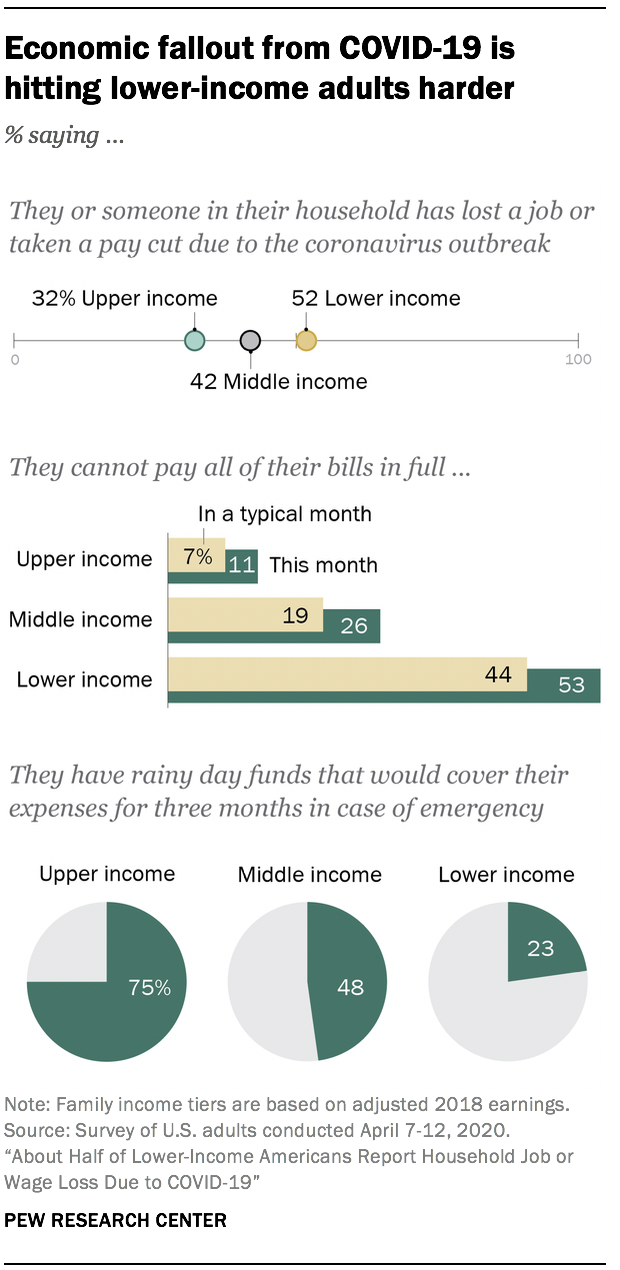 Economic fallout from COVID-19 is
hitting lower-income adults harder
% saying ...
They or someone in their household has lost a job or
taken a pay cut due to the coronavirus outbreak
32% Upper income
52 Lower income
0
100
42 Middle income
They cannot pay all of their bills in full ...
In a typical month
Upper income 7% 11 This month
Middle income 19 26
Lower income 44 53
They have rainy day funds that would cover their
expenses for three months in case of emergency
Upper income
Middle income
Lower income
75%
48
23
Note: Family income tiers are based on adjusted 2018 earnings.
Source: Survey of U.S. adults conducted April 7-12, 2020.
“About Half of Lower-Income Americans Report Household Job or
Wage Loss Due to COVID-19”
PEW RESEARCH CENTER